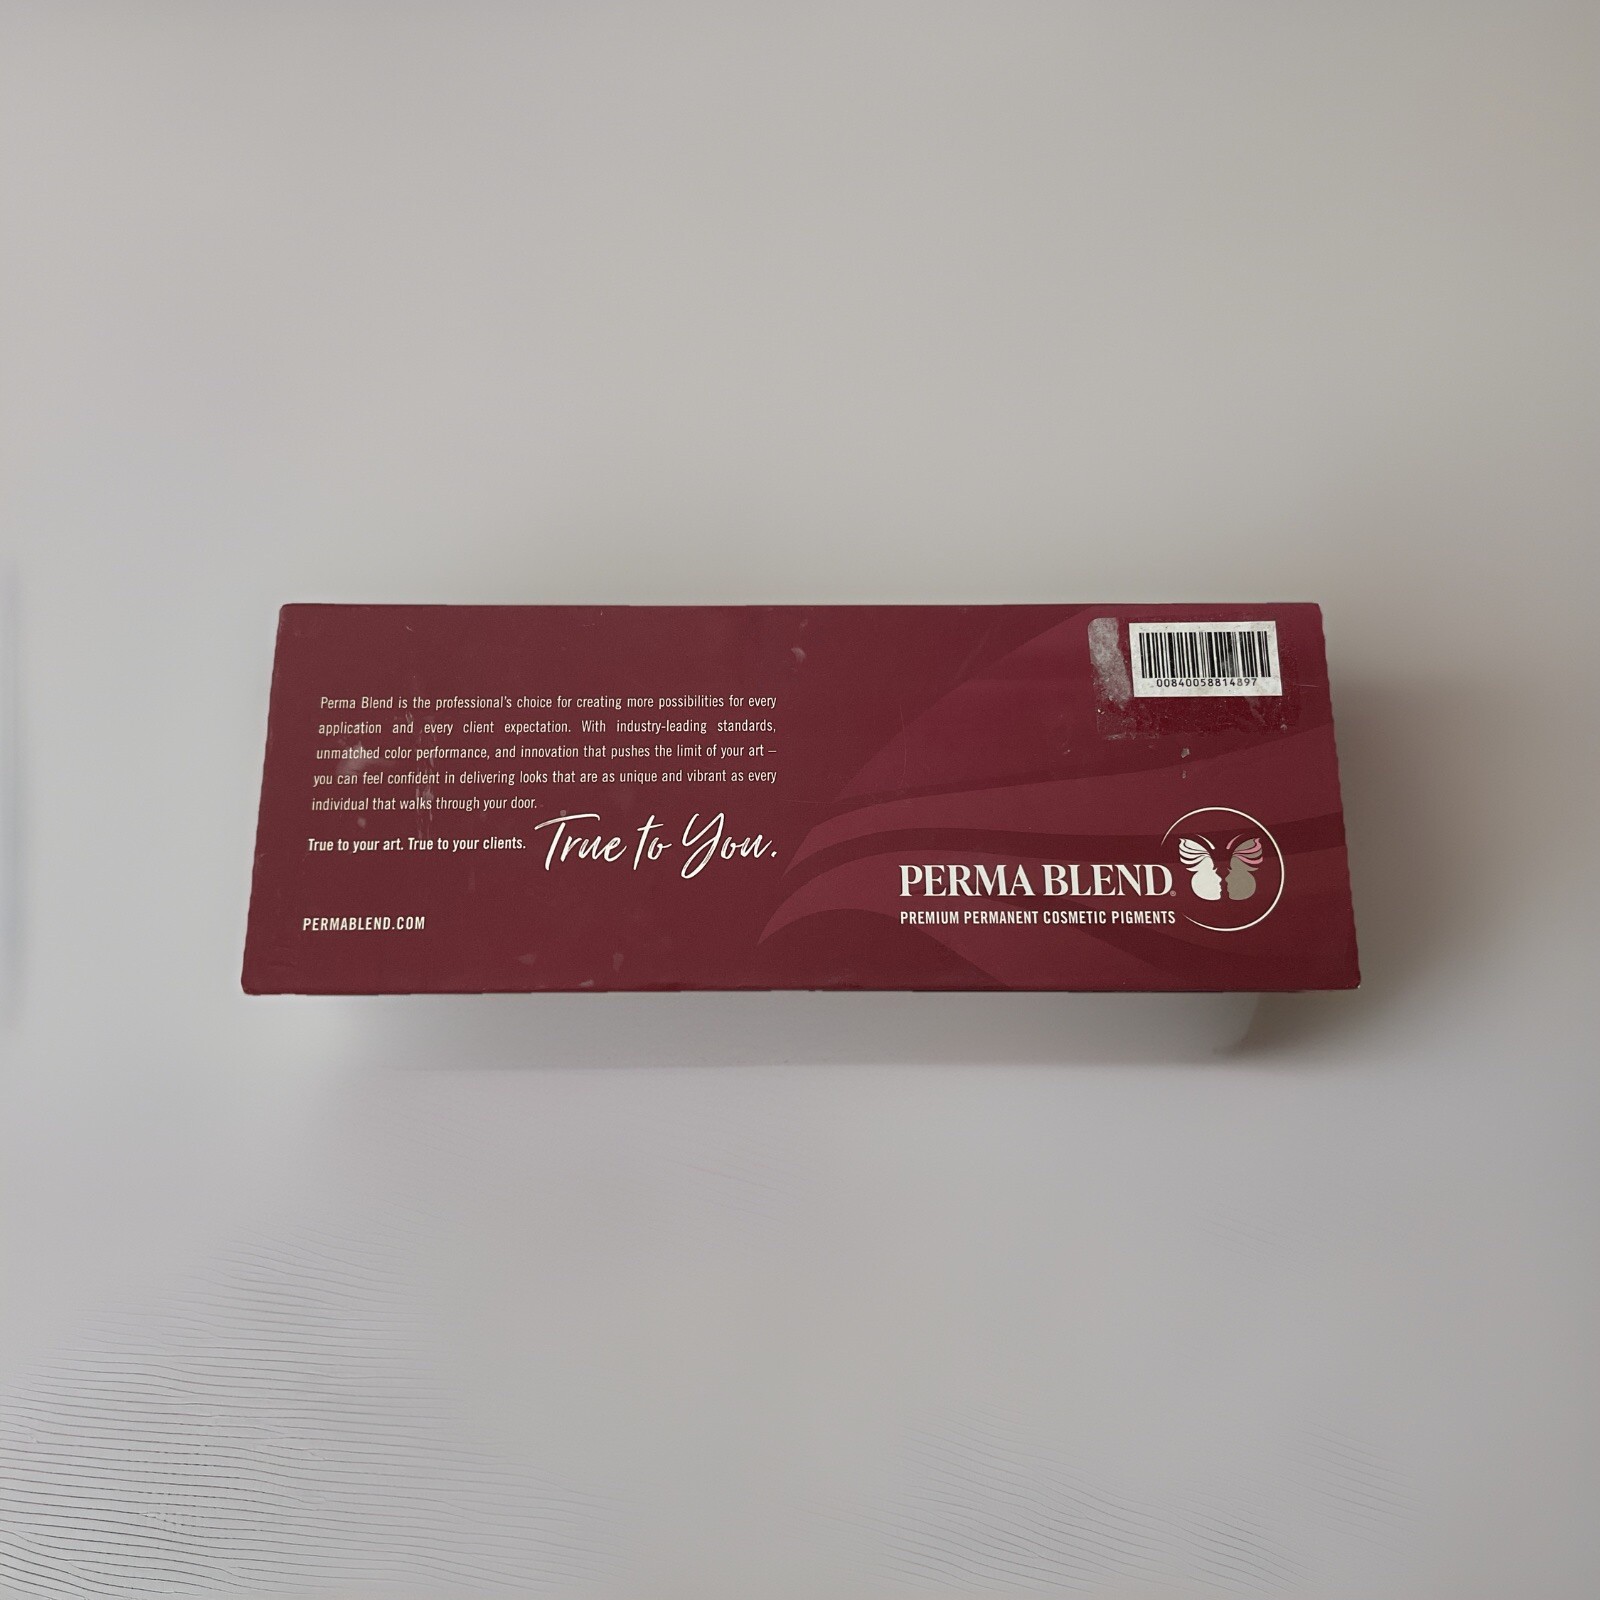 Perma Blend is the professional's choice for creating more possibilities for every
application and every client expectation. With industry-leading standards,
unmatched color performance, and innovation that pushes the limit of your art –
you can feel confident in delivering looks that are as unique and vibrant as every
individual that walks through your door.
True to your art. True to your clients. True to You.
PERMABLEND.COM
00840058814897
PERMA BLEND®
PREMIUM PERMANENT COSMETIC PIGMENTS